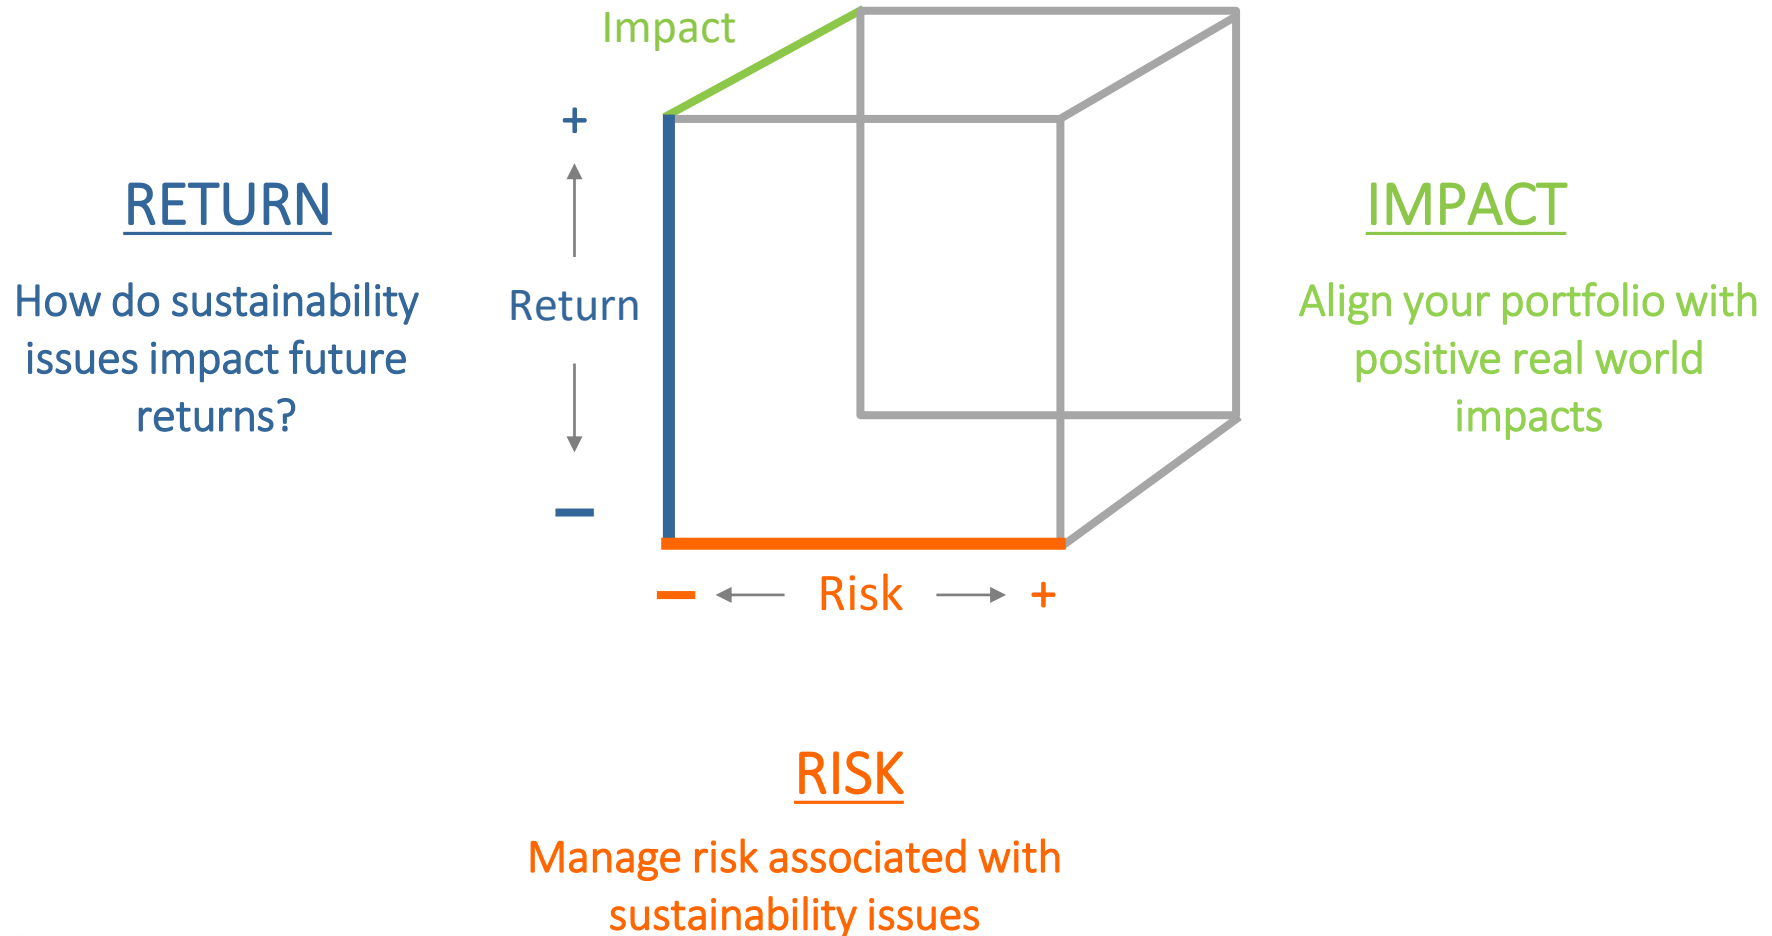 Impact
+
Return
–
– Risk +
RETURN
How do sustainability
issues impact future
returns?
IMPACT
Align your portfolio with
positive real world
impacts
RISK
Manage risk associated with
sustainability issues